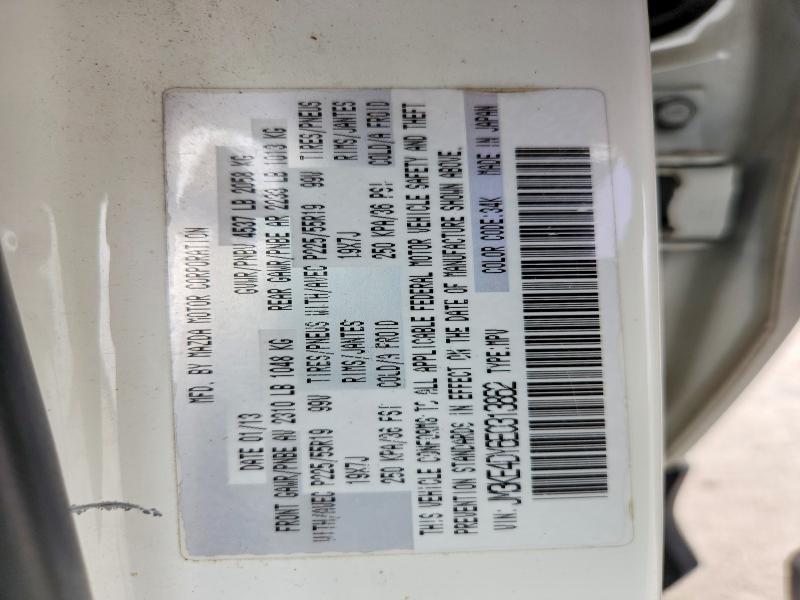 MFD. BY MAZDA MOTOR CORPORATION
DATE 01/13 GVWR/PNBV 4537 LB 2058 KG
FRONT GAWR/PNBE AV 2310 LB 1048 KG REAR GAWR/PNBE AR 2233 LB 1013 KG
WITH/AVEC P225/55R19 99V TIRES/PNEUS WITH/AVEC P225/55R19 99V TIRES/PNEUS
19X7J RIMS/JANTES 19X7J RIMS/JANTES
250 KPA/36 PSI COLD/A FROID 250 KPA/36 PSI COLD/A FROID
THIS VEHICLE CONFORMS TO ALL APPLICABLE FEDERAL MOTOR VEHICLE SAFETY AND THEFT
PREVENTION STANDARDS IN EFFECT ON THE DATE OF MANUFACTURE SHOWN ABOVE.
COLOR CODE:34K MADE IN JAPAN
VIN: JM3KE4DY6E0313862 TYPE:MPV